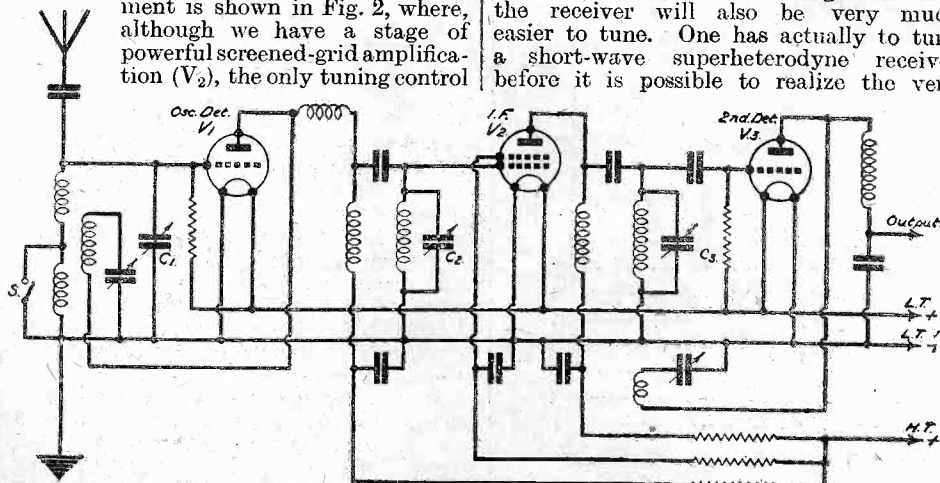 ment is shown in Fig. 2, where,
although we have a stage of
powerful screened-grid amplifica-
tion (V2), the only tuning control
the receiver will also be very muc
easier to tune. One has actually to tu
a short-wave superheterodyne receiv
before it is possible to realize the ver
Osc. Det.
V1
I.F.
V2
2nd. Det.
V3.
C1.
C2.
C3.
S.
Output.
L.T.
+
L.T.
H.T.
+